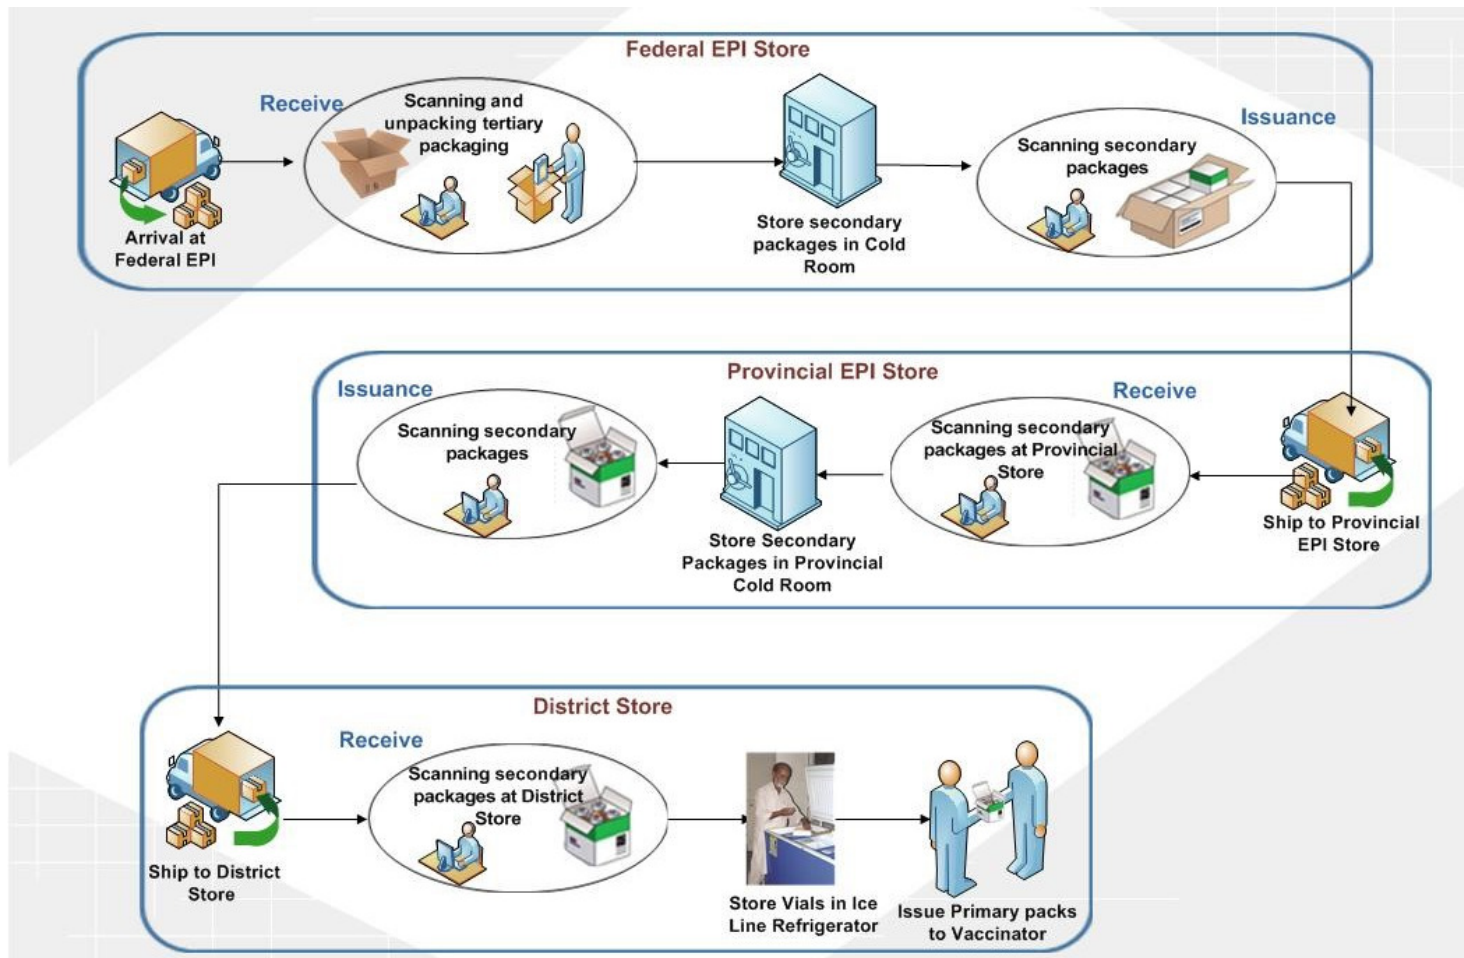 Federal EPI Store
Receive
Scanning and
unpacking tertiary
packaging
Issuance
Scanning secondary
packages
Arrival at
Federal EPI
Store secondary
packages in Cold
Room
Provincial EPI Store
Issuance
Receive
Scanning secondary
packages
Scanning secondary
packages at Provincial
Store
Ship to Provincial
EPI Store
Store Secondary
Packages in Provincial
Cold Room
District Store
Receive
Scanning secondary
packages at District
Store
Ship to District
Store
Store Vials in Ice
Line Refrigerator
Issue Primary packs
to Vaccinator